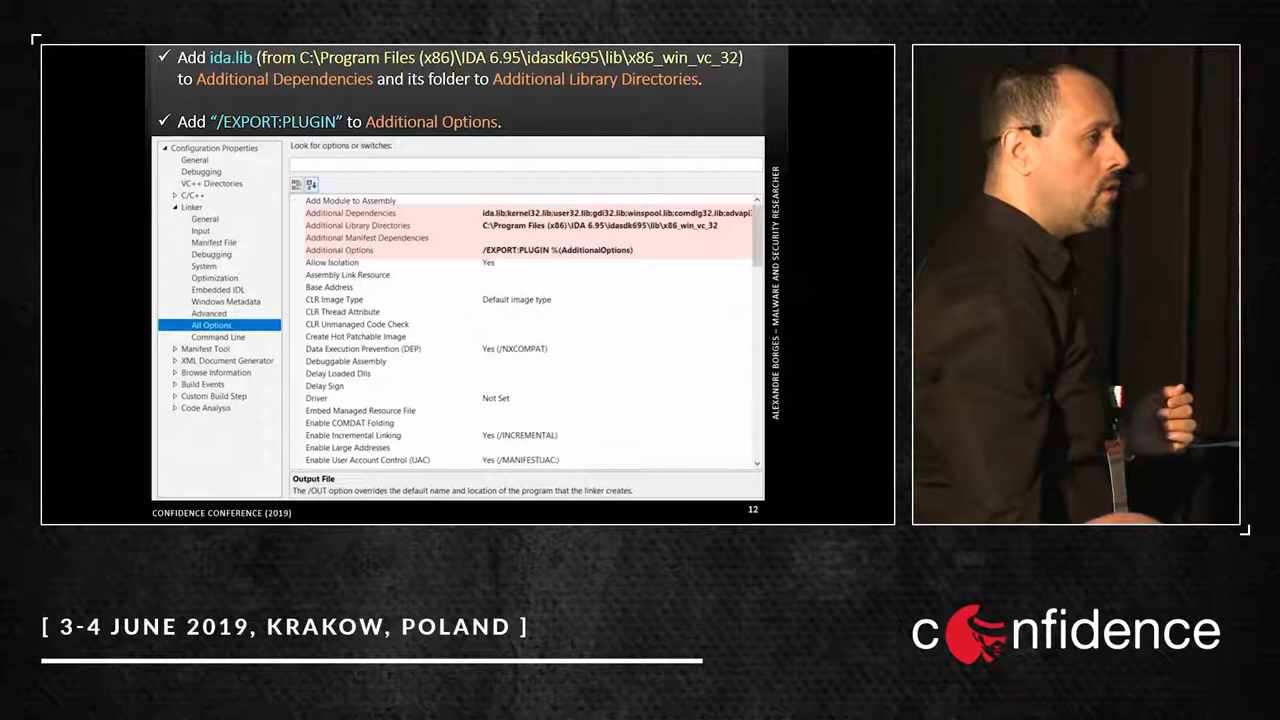 ✓ Add ida.lib (from C:\Program Files (x86)\IDA 6.95\idasdk695\lib\x86_win_vc_32)
to Additional Dependencies and its folder to Additional Library Directories.
✓ Add “/EXPORT:PLUGIN” to Additional Options.
Configuration Properties
General
Debugging
VC++ Directories
C/C++
Linker
General
Input
Manifest File
Debugging
System
Optimization
Embedded IDL
Windows Metadata
Advanced
All Options
Command Line
Manifest Tool
XML Document Generator
Browse Information
Build Events
Custom Build Step
Code Analysis
Look for options or switches:
Add Module to Assembly
Additional Dependencies ida.lib;kernel32.lib;user32.lib;gdi32.lib;winspool.lib;comdlg32.lib;advapi
Additional Library Directories C:\Program Files (x86)\IDA 6.95\idasdk695\lib\x86_win_vc_32
Additional Manifest Dependencies
Additional Options /EXPORT:PLUGIN %(AdditionalOptions)
Allow Isolation Yes
Assembly Link Resource
Base Address
CLR Image Type Default image type
CLR Thread Attribute
CLR Unmanaged Code Check
Create Hot Patchable Image
Data Execution Prevention (DEP) Yes (/NXCOMPAT)
Debuggable Assembly
Delay Loaded Dlls
Delay Sign
Driver Not Set
Embed Managed Resource File
Enable COMDAT Folding
Enable Incremental Linking Yes (/INCREMENTAL)
Enable Large Addresses
Enable User Account Control (UAC) Yes (/MANIFESTUAC:)
Output File
The /OUT option overrides the default name and location of the program that the linker creates.
ALEXANDRE BORGES – MALWARE AND SECURITY RESEARCHER
CONFIDENCE CONFERENCE (2019)
12
[ 3-4 JUNE 2019, KRAKOW, POLAND ]
confidence